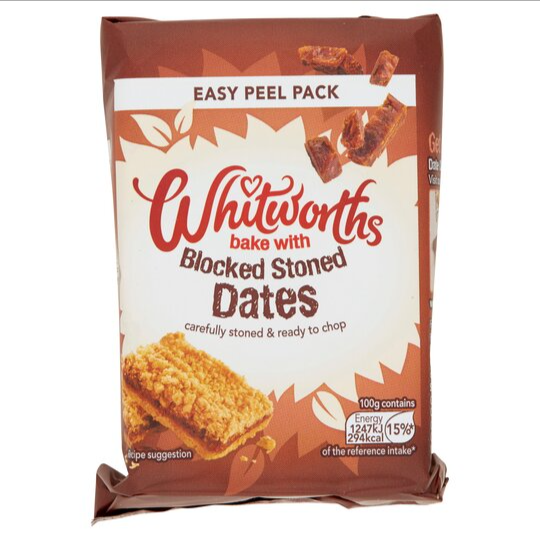 EASY PEEL PACK
Whitworths
bake with
Blocked Stoned
Dates
carefully stoned & ready to chop
100g contains
Energy
1247kJ
294kcal
15%*
of the reference intake*
suggestion